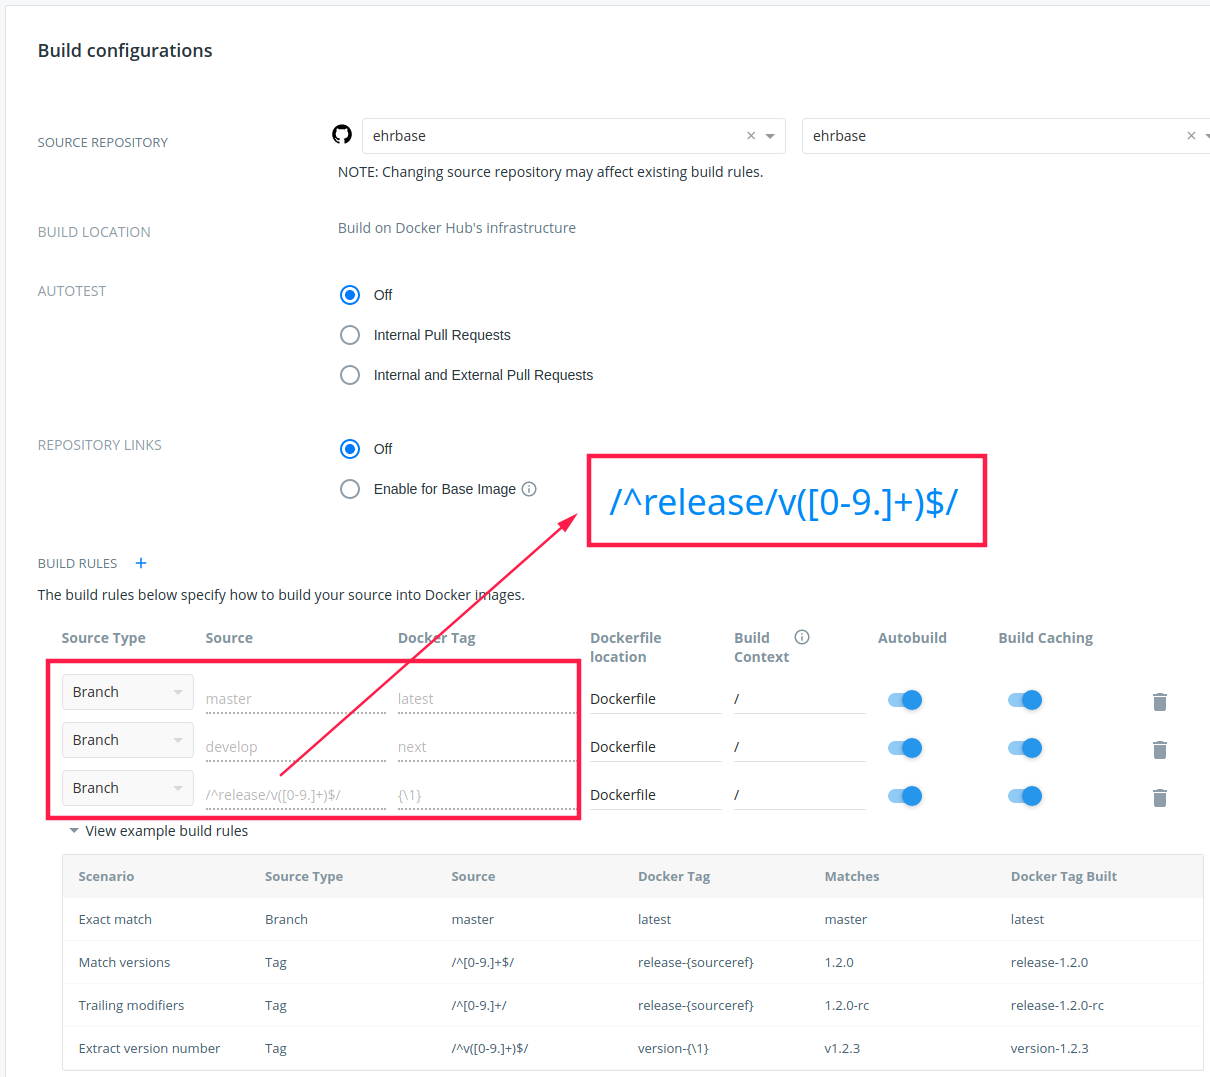 Build configurations
SOURCE REPOSITORY
ehrbase × ehrbase ×
NOTE: Changing source repository may affect existing build rules.
BUILD LOCATION
Build on Docker Hub's infrastructure
AUTOTEST
Off
Internal Pull Requests
Internal and External Pull Requests
REPOSITORY LINKS
Off
Enable for Base Image
/^release/v([0-9.]+)$/
BUILD RULES +
The build rules below specify how to build your source into Docker images.
Source Type Source Docker Tag Dockerfile location Build Context Autobuild Build Caching
Branch master latest Dockerfile /
Branch develop next Dockerfile /
Branch /^release/v([0-9.]+)$/ {\1} Dockerfile /
View example build rules
Scenario Source Type Source Docker Tag Matches Docker Tag Built
Exact match Branch master latest master latest
Match versions Tag /^[0-9.]+$/ release-{sourceref} 1.2.0 release-1.2.0
Trailing modifiers Tag /^[0-9.]+/ release-{sourceref} 1.2.0-rc release-1.2.0-rc
Extract version number Tag /^v([0-9.]+)$/ version-{\1} v1.2.3 version-1.2.3